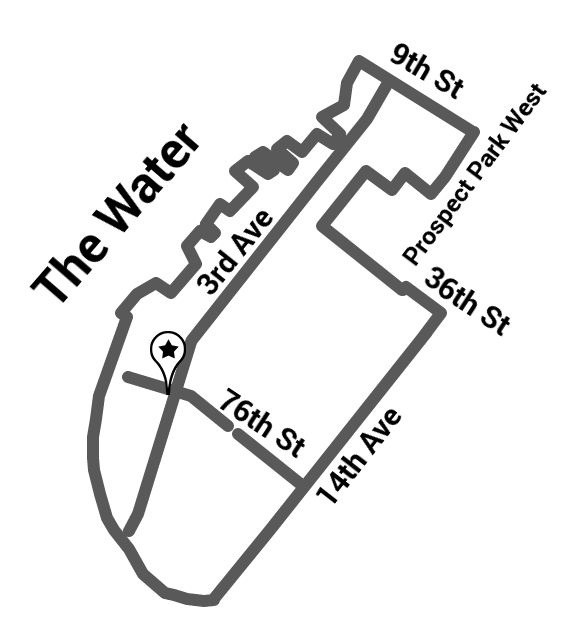 9th St
Prospect Park West
The Water
3rd Ave
36th St
76th St
14th Ave